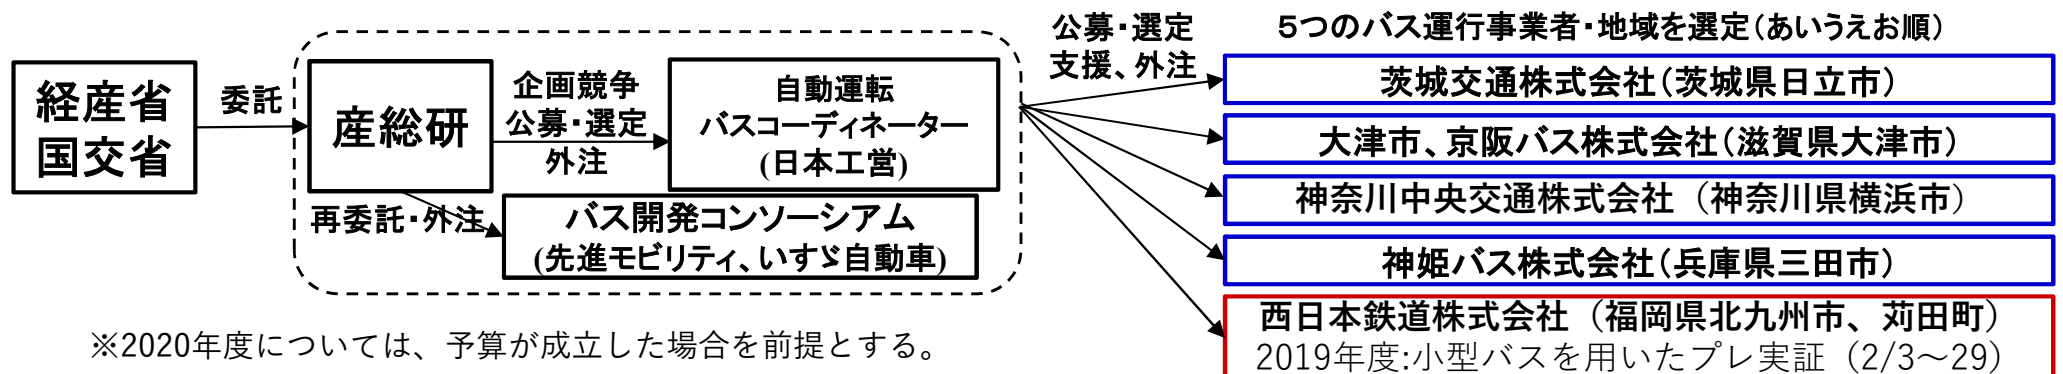 経産省
国交省
委託
産総研
企画競争
公募・選定
外注
自動運転
バスコーディネーター
(日本工営)
再委託・外注
バス開発コンソーシアム
(先進モビリティ、いすゞ自動車)
※2020年度については、予算が成立した場合を前提とする。
公募・選定
支援、外注
5つのバス運行事業者・地域を選定(あいうえお順)
茨城交通株式会社(茨城県日立市)
大津市、京阪バス株式会社(滋賀県大津市)
神奈川中央交通株式会社(神奈川県横浜市)
神姫バス株式会社(兵庫県三田市)
西日本鉄道株式会社(福岡県北九州市、苅田町)
2019年度:小型バスを用いたプレ実証(2/3~29)